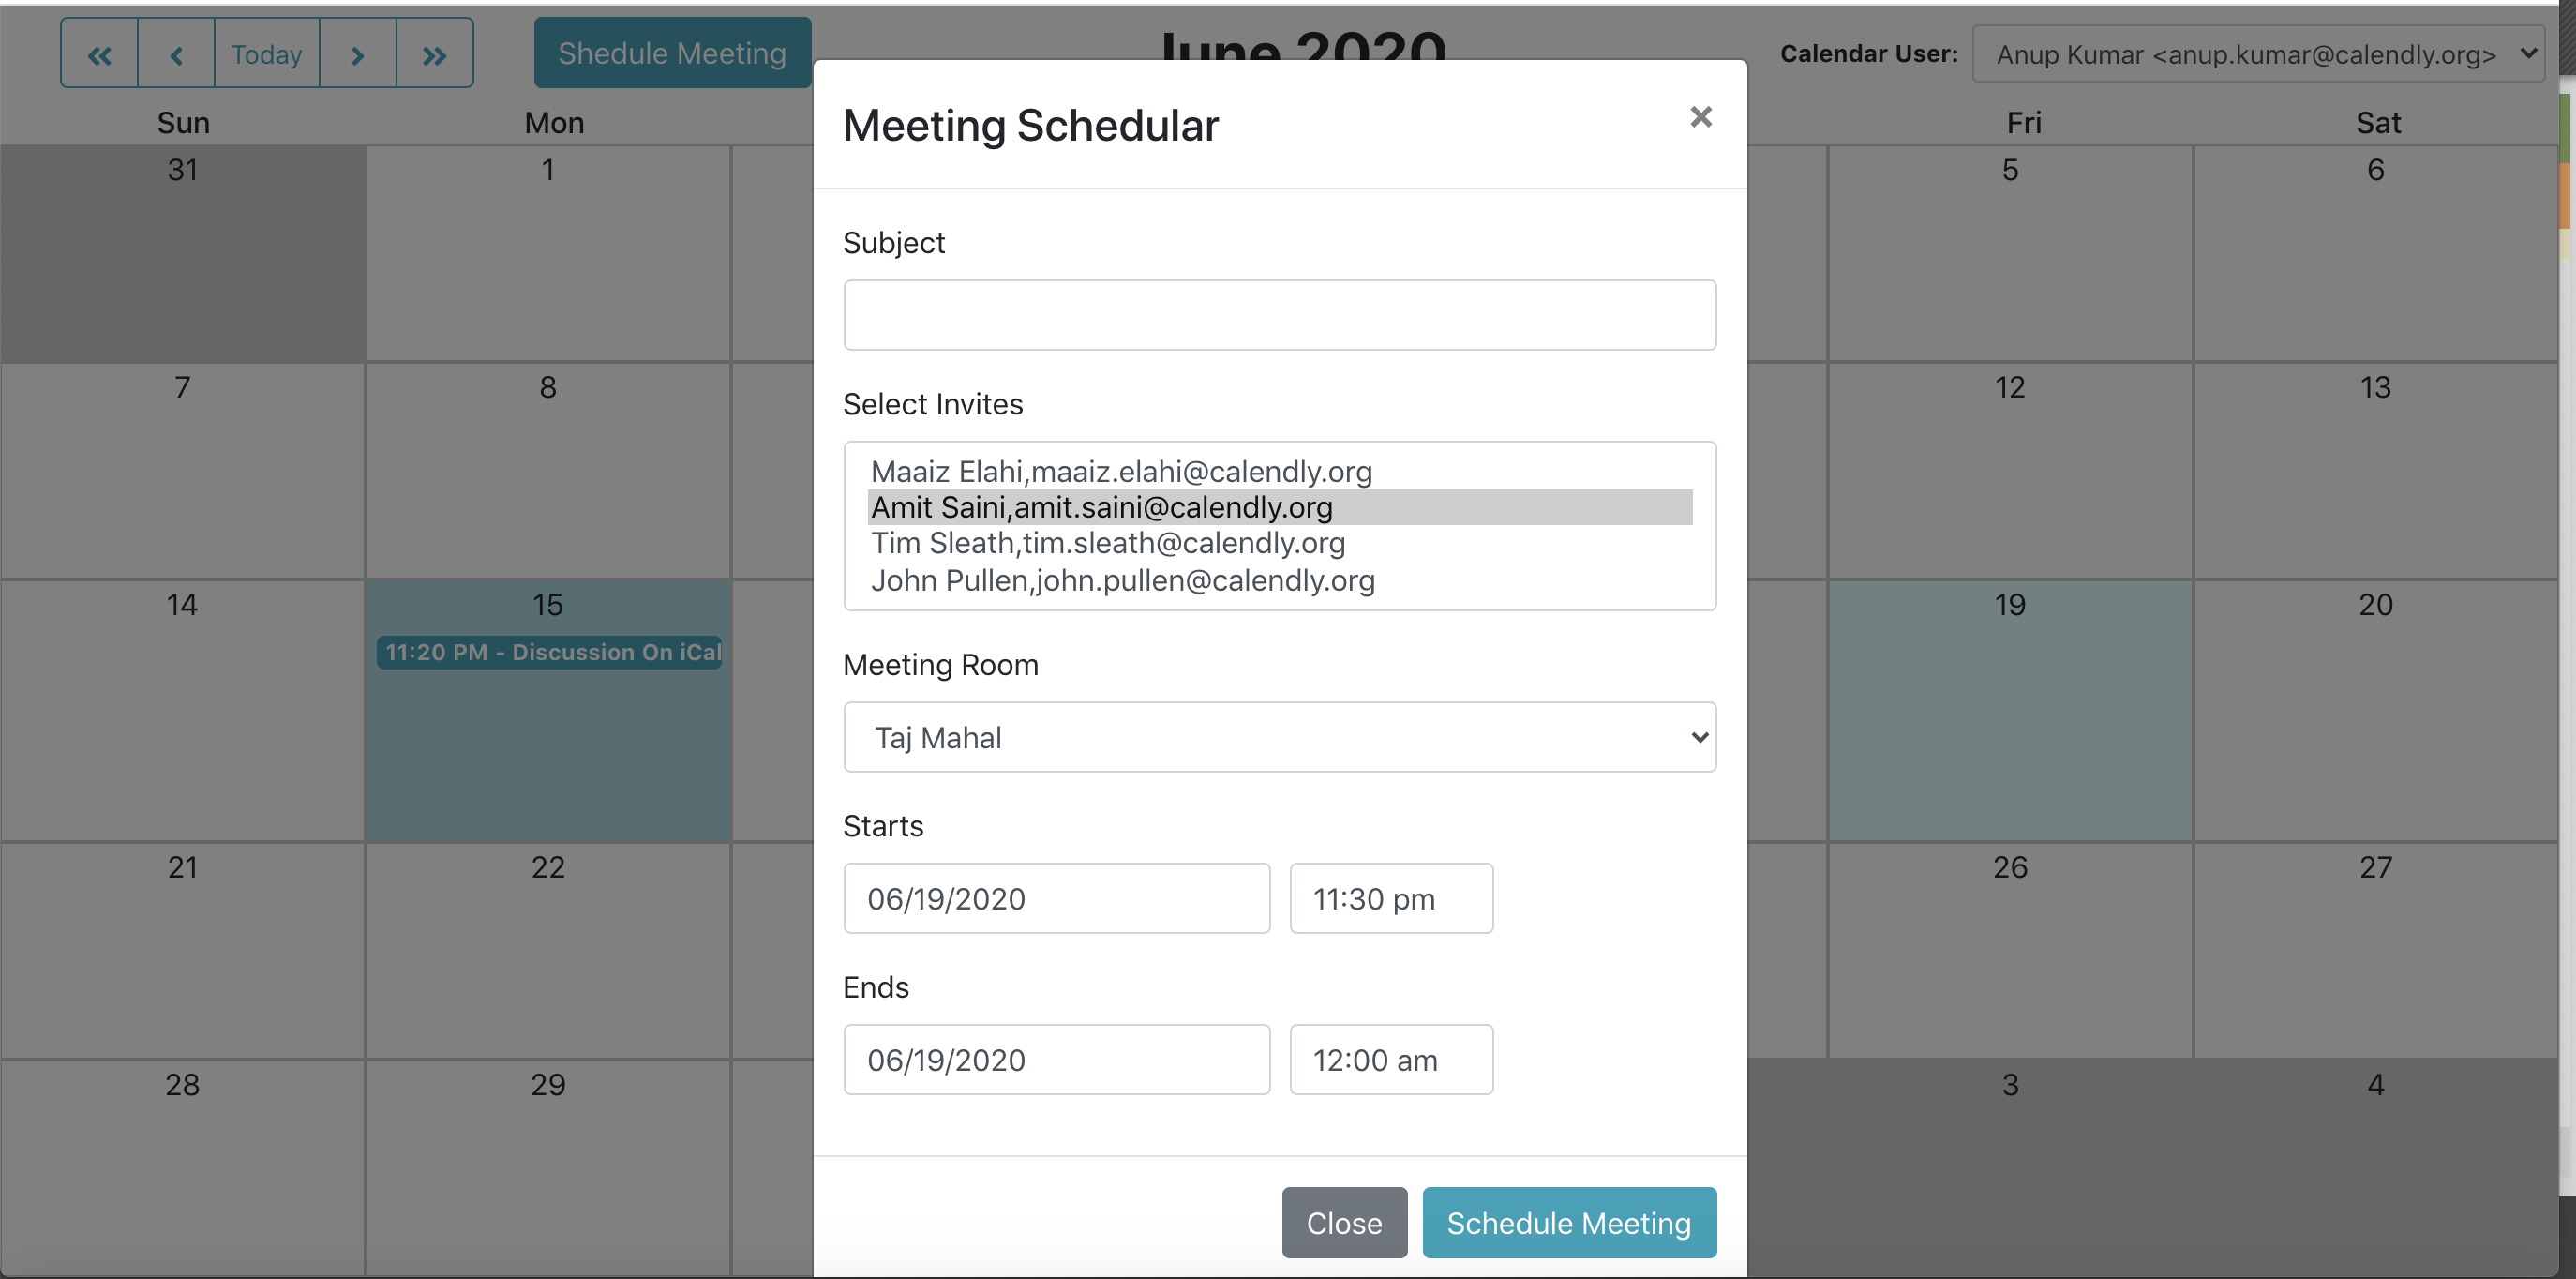 Today
Shedule Meeting
June 2020
Calendar User:
Anup Kumar <anup.kumar@calendly.org>
Sun
Mon
Fri
Sat
31
1
5
6
7
8
12
13
14
15
19
20
11:20 PM - Discussion On iCal
21
22
26
27
28
29
3
4
Meeting Schedular
×
Subject
Select Invites
Maaiz Elahi,maaiz.elahi@calendly.org
Amit Saini,amit.saini@calendly.org
Tim Sleath,tim.sleath@calendly.org
John Pullen,john.pullen@calendly.org
Meeting Room
Taj Mahal
Starts
06/19/2020
11:30 pm
Ends
06/19/2020
12:00 am
Close
Schedule Meeting